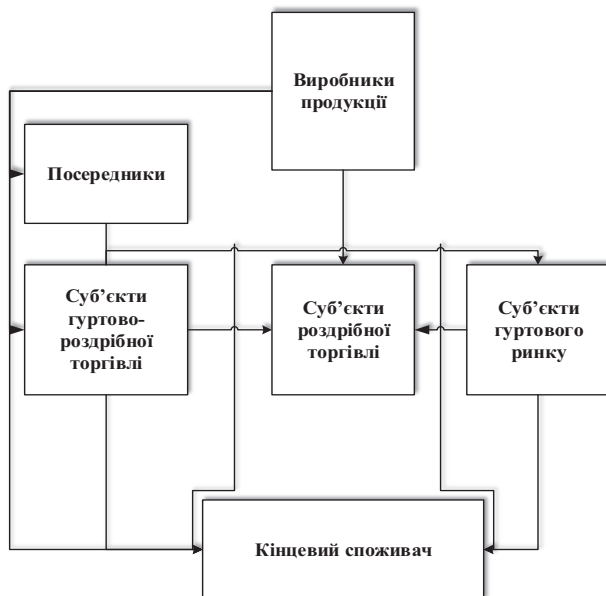 Виробники
продукції
Посередники
Суб’єкти
гуртово-
роздрібної
торгівлі
Суб’єкти
роздрібної
торгівлі
Суб’єкти
гуртового
ринку
Кінцевий споживач